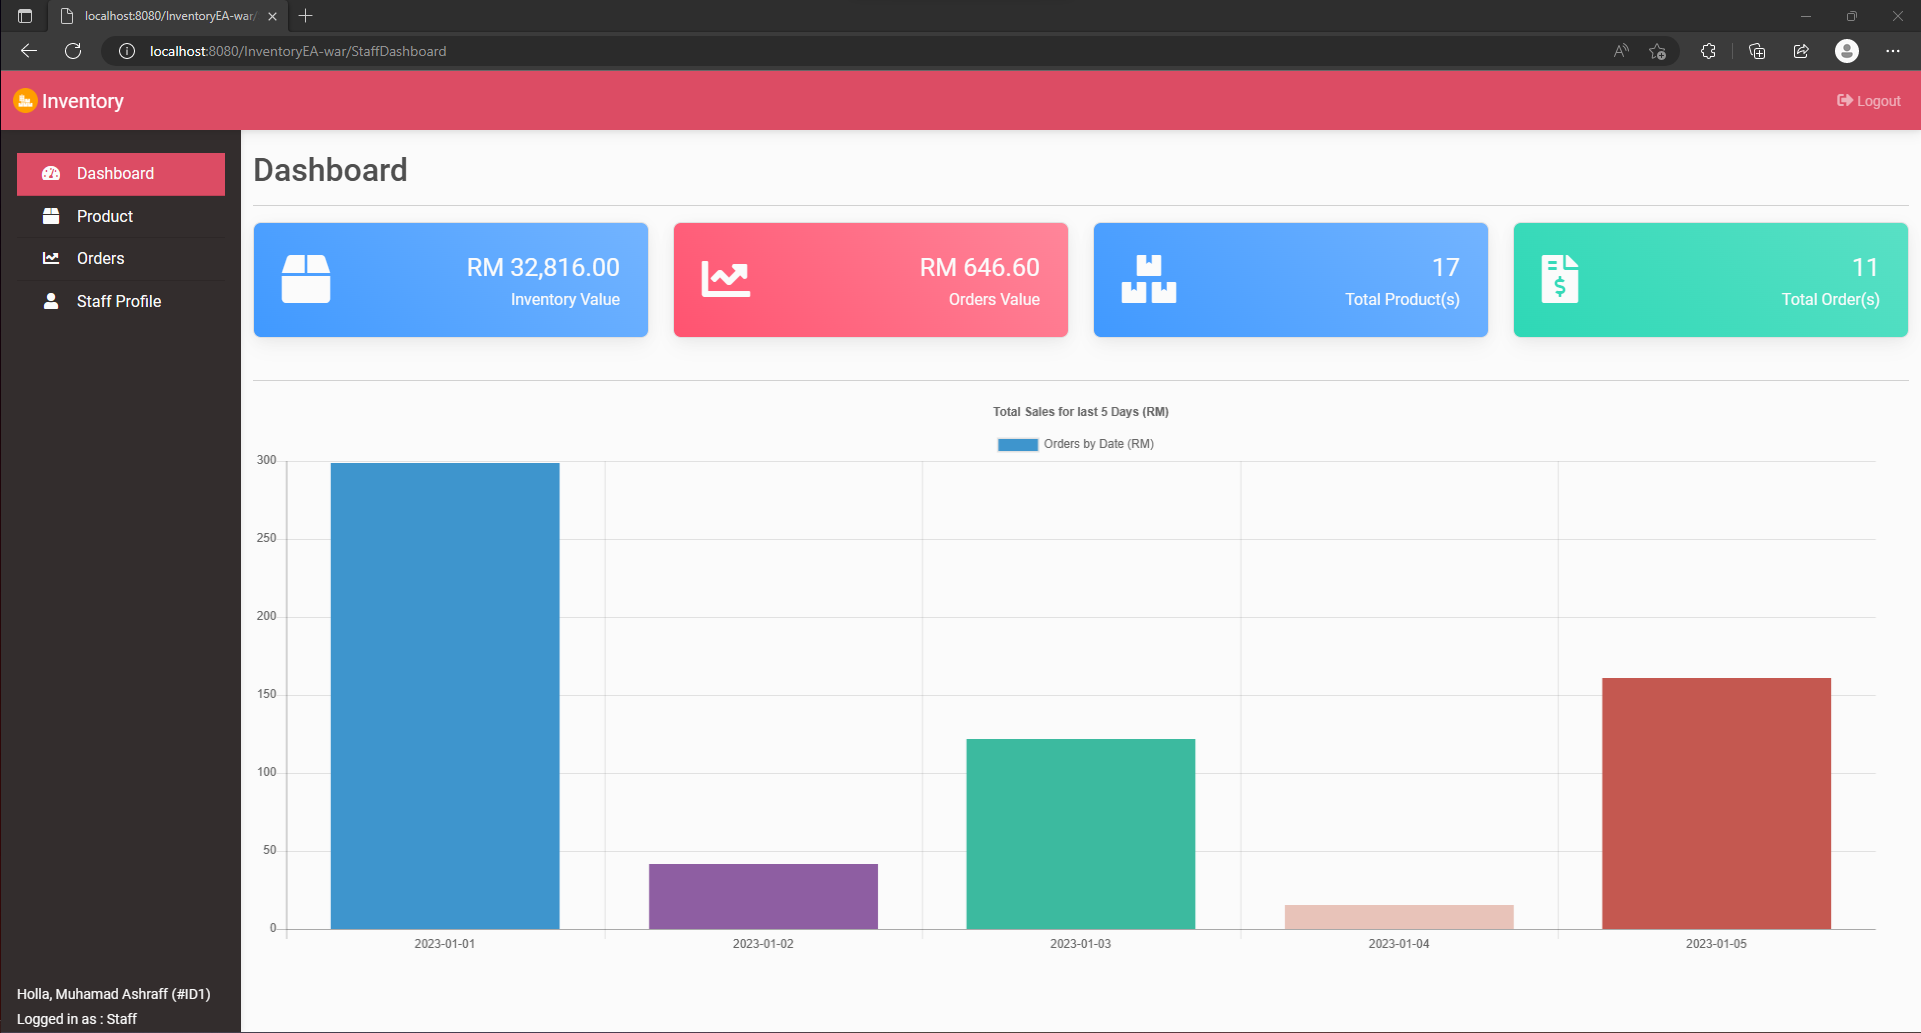 localhost:8080/InventoryEA-war/
localhost:8080/InventoryEA-war/StaffDashboard
Inventory
Logout
Dashboard
Product
Orders
Staff Profile
Dashboard
RM 32,816.00
Inventory Value
RM 646.60
Orders Value
17
Total Product(s)
11
Total Order(s)
Total Sales for last 5 Days (RM)
Orders by Date (RM)
300
250
200
150
100
50
0
2023-01-01 2023-01-02 2023-01-03 2023-01-04 2023-01-05
Holla, Muhamad Ashraff (#ID1)
Logged in as : Staff